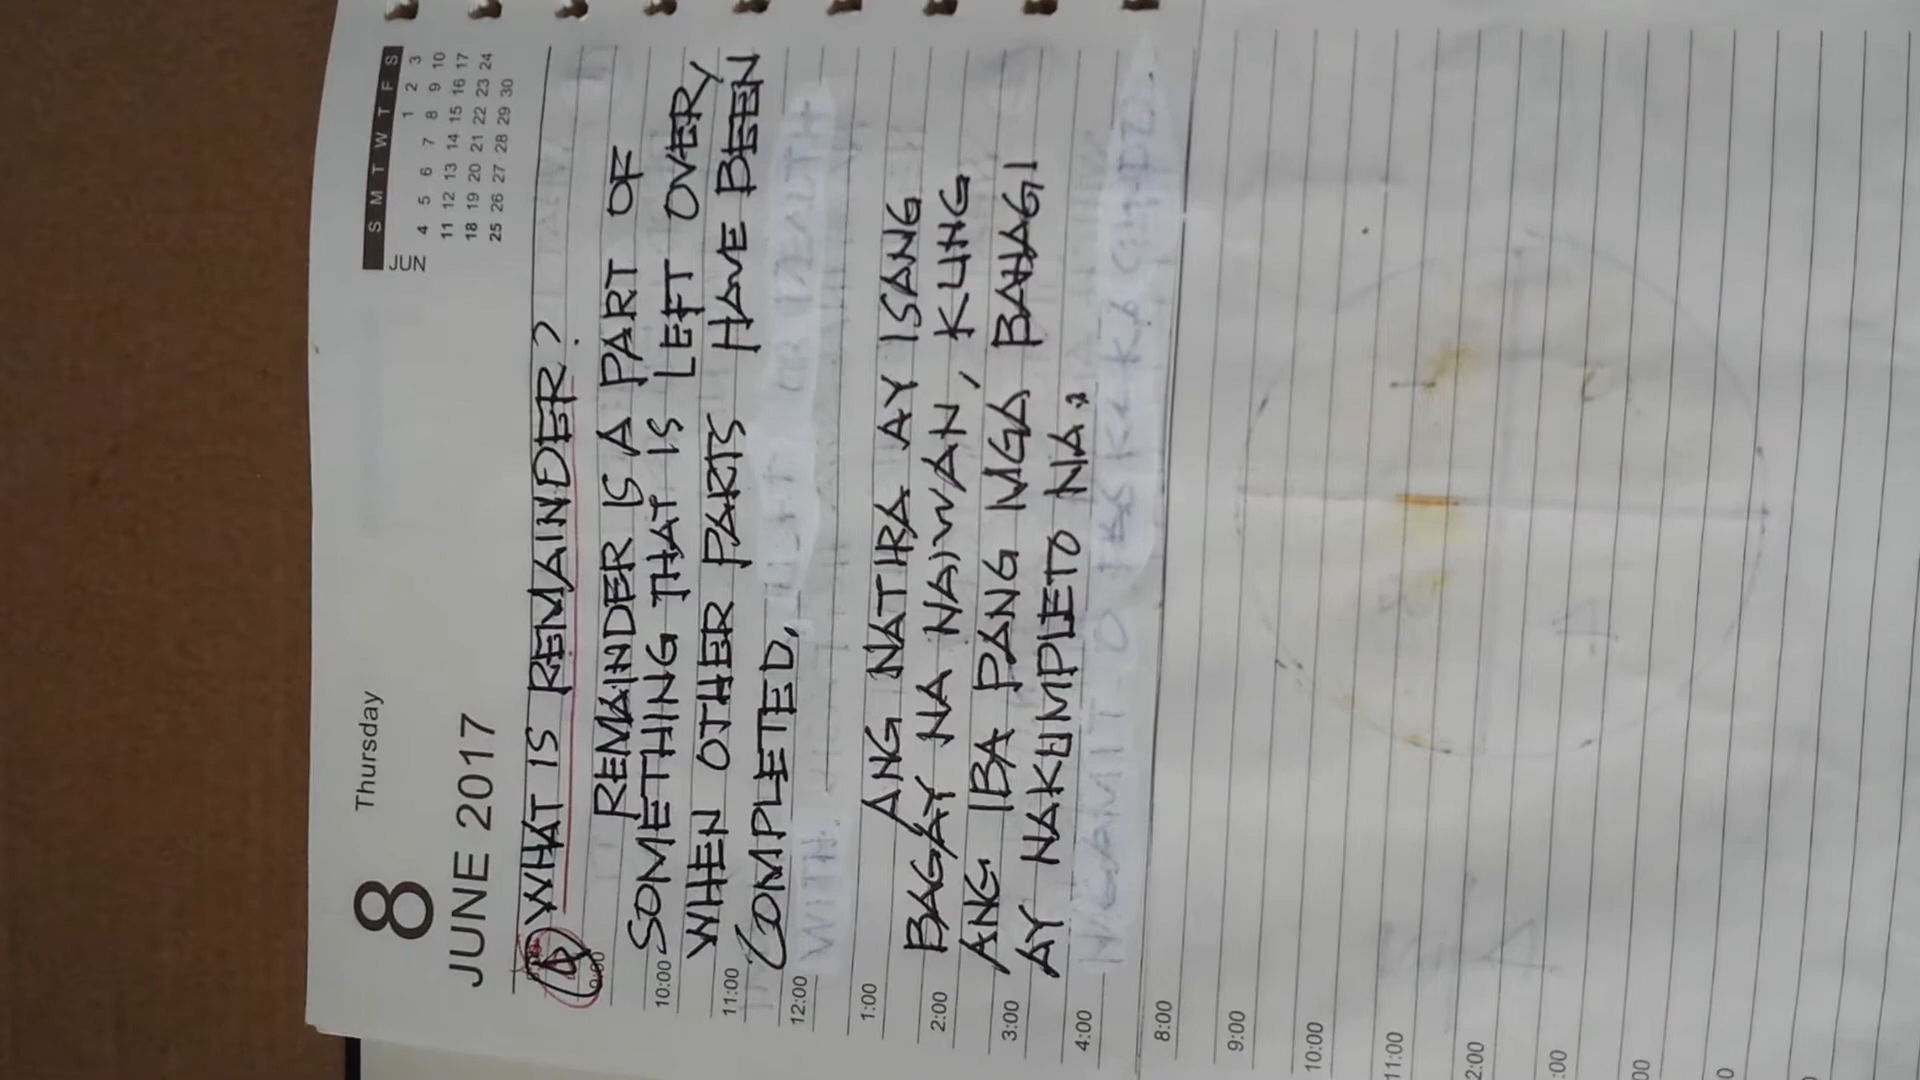 8 Thursday
JUNE 2017
JUN
S M T W T F S
1 2 3
4 5 6 7 8 9 10
11 12 13 14 15 16 17
18 19 20 21 22 23 24
25 26 27 28 29 30
WHAT IS REMAINDER?
9:00 REMAINDER IS A PART OF
10:00 SOMETHING THAT IS LEFT OVER
11:00 WHEN OTHER PARTS HAVE BEEN
COMPLETED.
12:00 WITH.
1:00 ANG NATIRA AY ISANG
2:00 BAGAY NA NAIWAN, KUNG
3:00 ANG IBA PANG MGA BAHAGI
AY NAKUMPLETO NA.
4:00
8:00
9:00
10:00
11:00